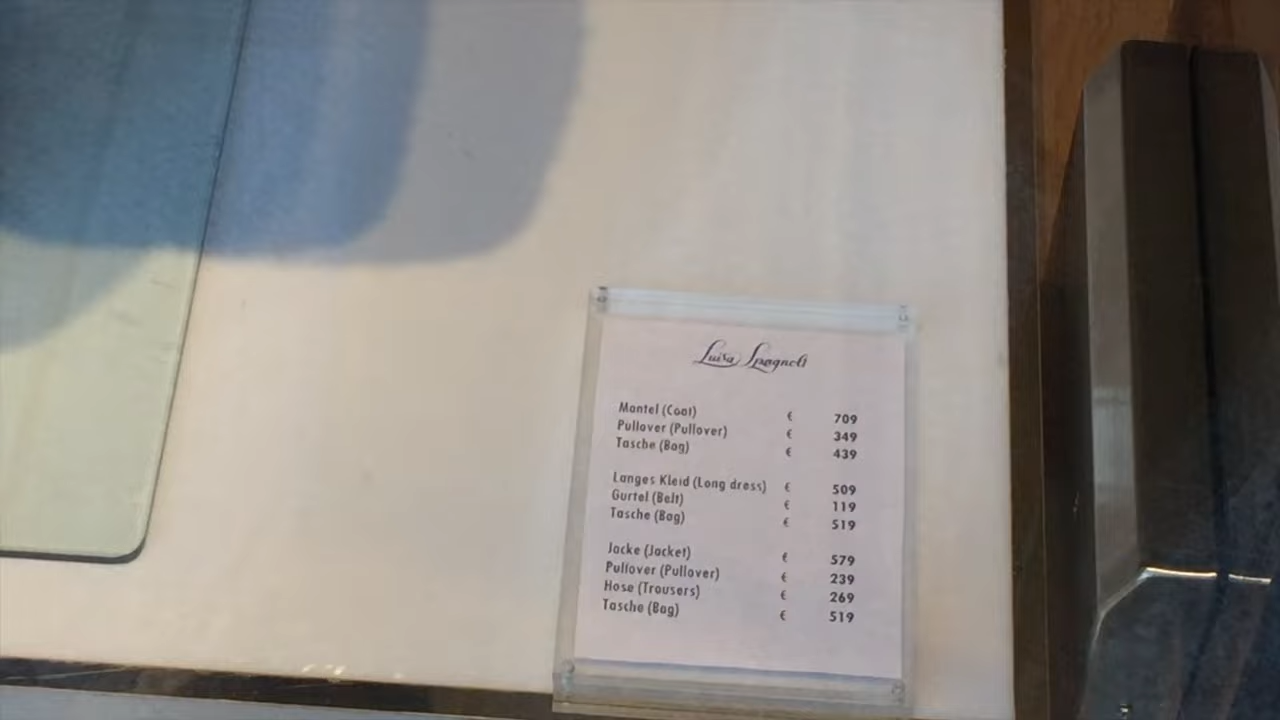 Luisa Spagnoli
Mantel (Coat) € 709
Pullover (Pullover) € 349
Tasche (Bag) € 439
Langes Kleid (Long dress) € 509
Gurtel (Belt) € 119
Tasche (Bag) € 519
Jacke (Jacket) € 579
Pullover (Pullover) € 239
Hose (Trousers) € 269
Tasche (Bag) € 519